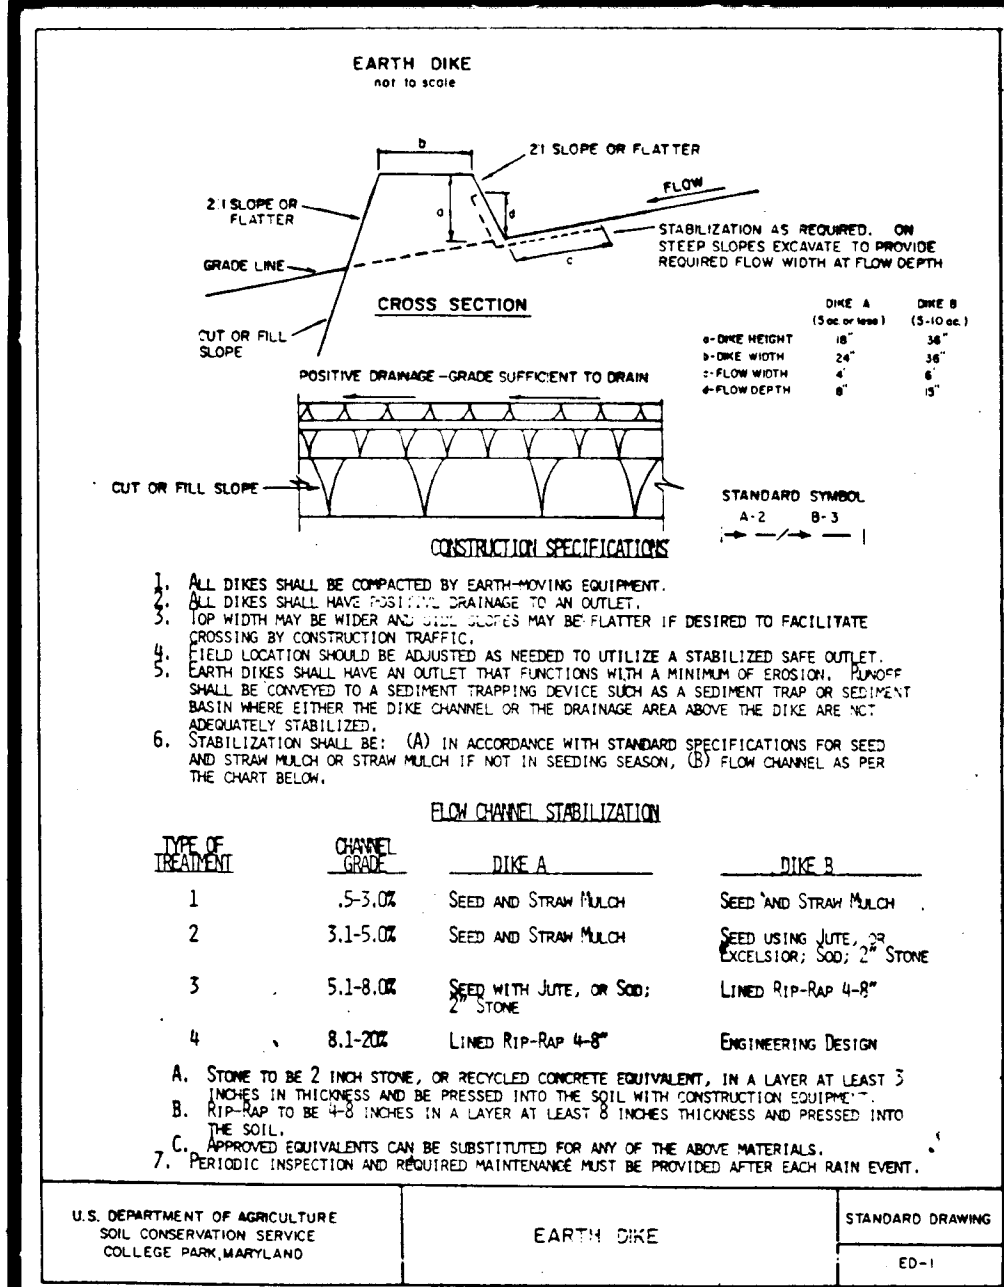 EARTH DIKE
not to scale
b
2:1 SLOPE OR FLATTER
FLOW
2:1 SLOPE OR
FLATTER
a
d
STABILIZATION AS REQUIRED. ON
STEEP SLOPES EXCAVATE TO PROVIDE
REQUIRED FLOW WIDTH AT FLOW DEPTH
c
GRADE LINE
CROSS SECTION
CUT OR FILL
SLOPE
DIKE A DIKE B
(5 ac. or less) (5-10 ac.)
a-DIKE HEIGHT 18" 36"
b-DIKE WIDTH 24" 36"
c-FLOW WIDTH 4' 6'
d-FLOW DEPTH 8" 15"
POSITIVE DRAINAGE-GRADE SUFFICIENT TO DRAIN
CUT OR FILL SLOPE
STANDARD SYMBOL
A-2 B-3
CONSTRUCTION SPECIFICATIONS
1. ALL DIKES SHALL BE COMPACTED BY EARTH-MOVING EQUIPMENT.
2. ALL DIKES SHALL HAVE POSITIVE DRAINAGE TO AN OUTLET.
3. TOP WIDTH MAY BE WIDER AND SIDE SLOPES MAY BE FLATTER IF DESIRED TO FACILITATE
CROSSING BY CONSTRUCTION TRAFFIC.
4. FIELD LOCATION SHOULD BE ADJUSTED AS NEEDED TO UTILIZE A STABILIZED SAFE OUTLET.
5. EARTH DIKES SHALL HAVE AN OUTLET THAT FUNCTIONS WITH A MINIMUM OF EROSION. RUNOFF
SHALL BE CONVEYED TO A SEDIMENT TRAPPING DEVICE SUCH AS A SEDIMENT TRAP OR SEDIMENT
BASIN WHERE EITHER THE DIKE CHANNEL OR THE DRAINAGE AREA ABOVE THE DIKE ARE NOT
ADEQUATELY STABILIZED.
6. STABILIZATION SHALL BE: (A) IN ACCORDANCE WITH STANDARD SPECIFICATIONS FOR SEED
AND STRAW MULCH OR STRAW MULCH IF NOT IN SEEDING SEASON, (B) FLOW CHANNEL AS PER
THE CHART BELOW.
FLOW CHANNEL STABILIZATION
TYPE OF CHANNEL
TREATMENT GRADE DIKE A DIKE B
1 .5-3.0% SEED AND STRAW MULCH SEED AND STRAW MULCH
2 3.1-5.0% SEED AND STRAW MULCH SEED USING JUTE, OR
EXCELSIOR; SOD; 2" STONE
3 5.1-8.0% SEED WITH JUTE, OR SOD; LINED RIP-RAP 4-8"
2" STONE
4 8.1-20% LINED RIP-RAP 4-8" ENGINEERING DESIGN
A. STONE TO BE 2 INCH STONE, OR RECYCLED CONCRETE EQUIVALENT, IN A LAYER AT LEAST 3
INCHES IN THICKNESS AND BE PRESSED INTO THE SOIL WITH CONSTRUCTION EQUIPMENT.
B. RIP-RAP TO BE 4-8 INCHES IN A LAYER AT LEAST 8 INCHES THICKNESS AND PRESSED INTO
THE SOIL.
C. APPROVED EQUIVALENTS CAN BE SUBSTITUTED FOR ANY OF THE ABOVE MATERIALS.
7. PERIODIC INSPECTION AND REQUIRED MAINTENANCE MUST BE PROVIDED AFTER EACH RAIN EVENT.
U.S. DEPARTMENT OF AGRICULTURE
SOIL CONSERVATION SERVICE
COLLEGE PARK, MARYLAND
EARTH DIKE
STANDARD DRAWING
ED-1